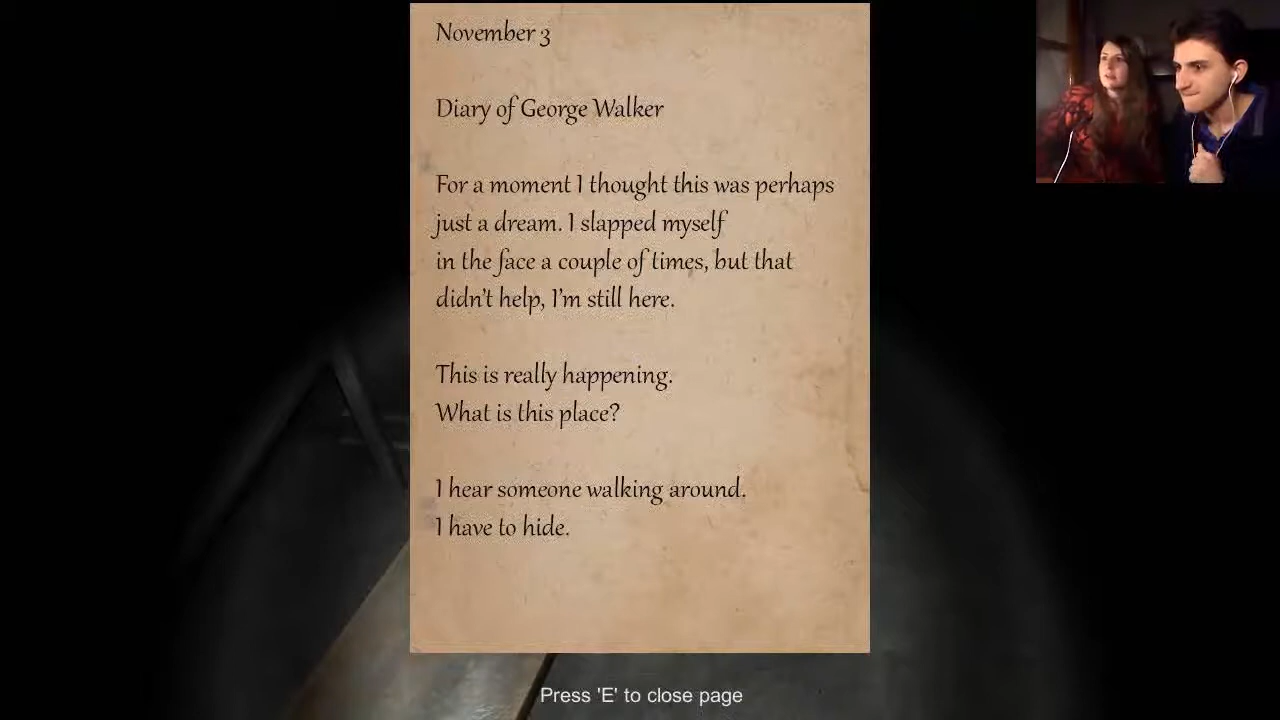 November 3
Diary of George Walker
For a moment I thought this was perhaps
just a dream. I slapped myself
in the face a couple of times, but that
didn't help, I'm still here.
This is really happening.
What is this place?
I hear someone walking around.
I have to hide.
Press 'E' to close page